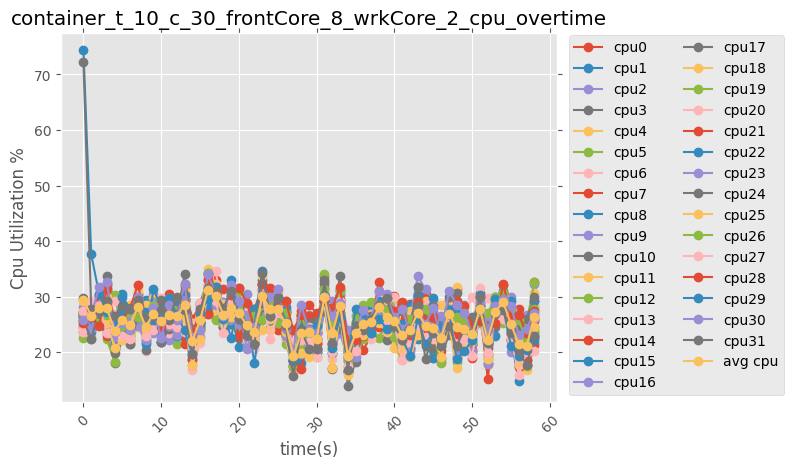 container_t_10_c_30_frontCore_8_wrkCore_2_cpu_overtime
Cpu Utilization %
70
60
50
40
30
20
0
10
20
30
40
50
60
time(s)
cpu0
cpu1
cpu2
cpu3
cpu4
cpu5
cpu6
cpu7
cpu8
cpu9
cpu10
cpu11
cpu12
cpu13
cpu14
cpu15
cpu16
cpu17
cpu18
cpu19
cpu20
cpu21
cpu22
cpu23
cpu24
cpu25
cpu26
cpu27
cpu28
cpu29
cpu30
cpu31
avg cpu